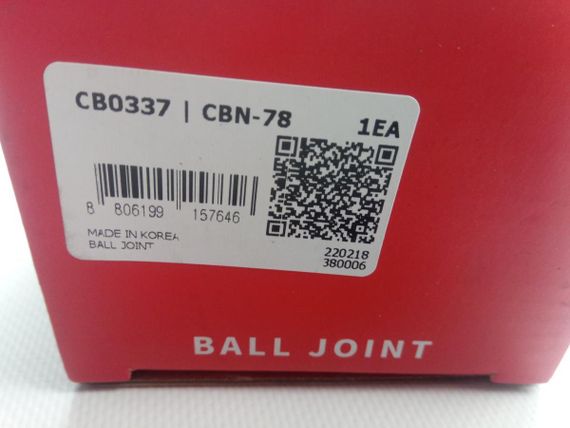 CB0337 | CBN-78
1EA
8 806199 157646
MADE IN KOREA
BALL JOINT
220218
380006
BALL JOINT